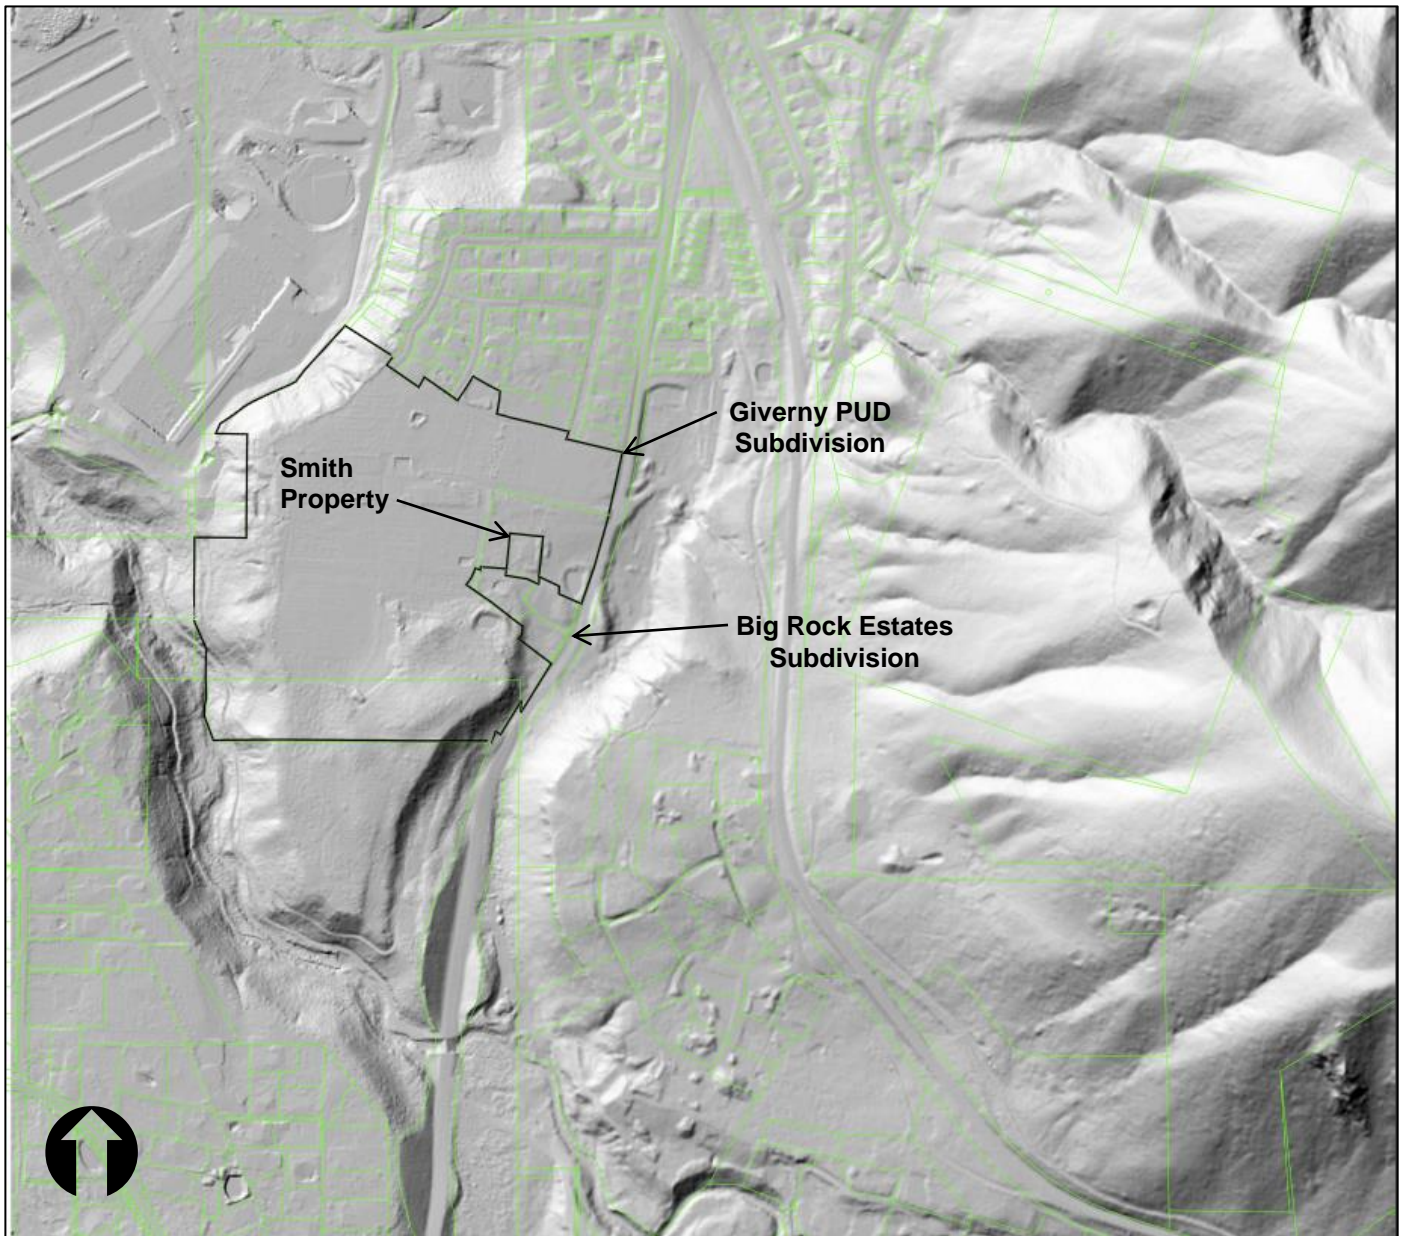 Giverny PUD
Subdivision
Smith
Property
Big Rock Estates
Subdivision